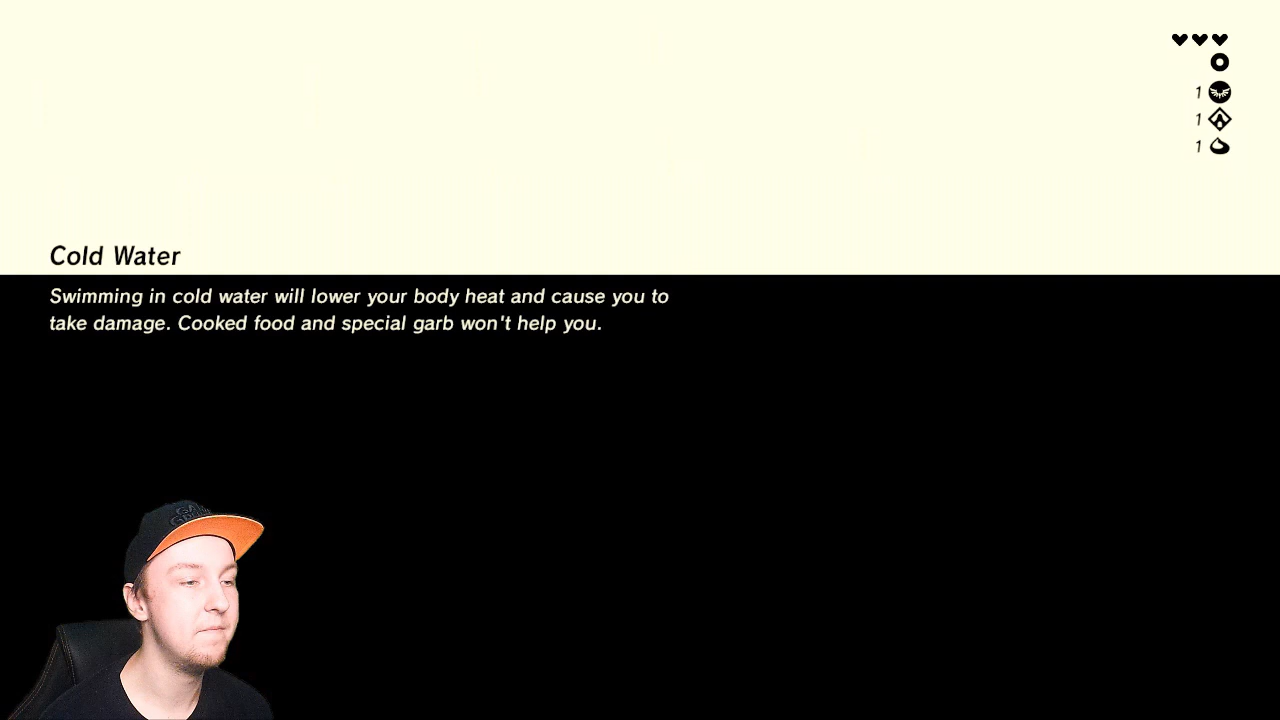 1
1
1
Cold Water
Swimming in cold water will lower your body heat and cause you to
take damage. Cooked food and special garb won't help you.